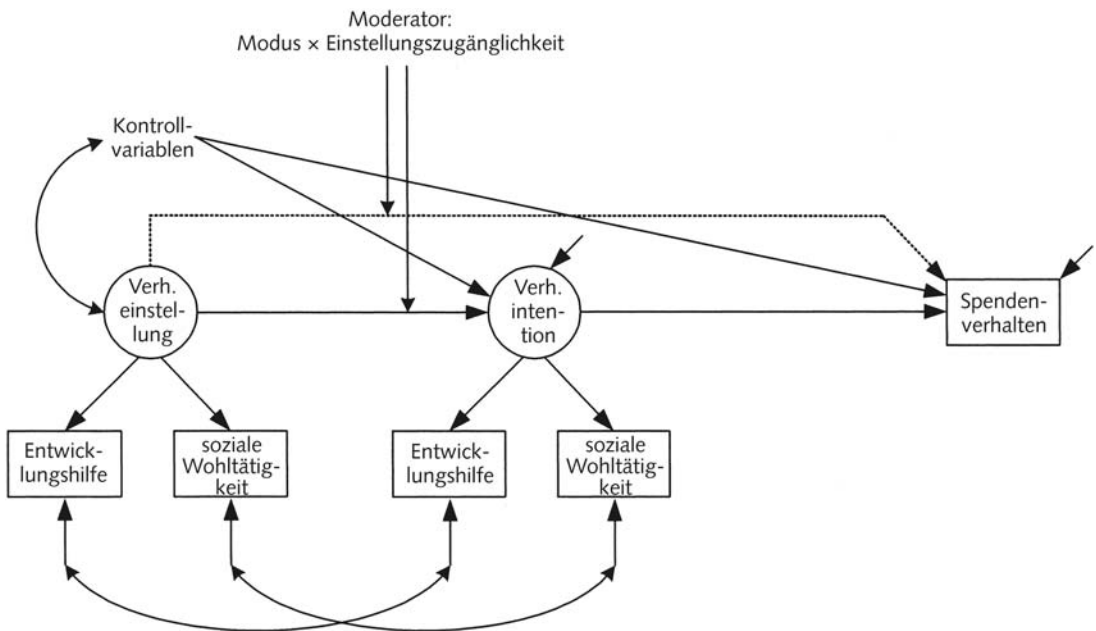 Moderator:
Modus × Einstellungszugänglichkeit
Kontroll-
variablen
Verh.
einstel-
lung
Verh.
inten-
tion
Spenden-
verhalten
Entwick-
lungshilfe
soziale
Wohltätig-
keit
Entwick-
lungshilfe
soziale
Wohltätig-
keit